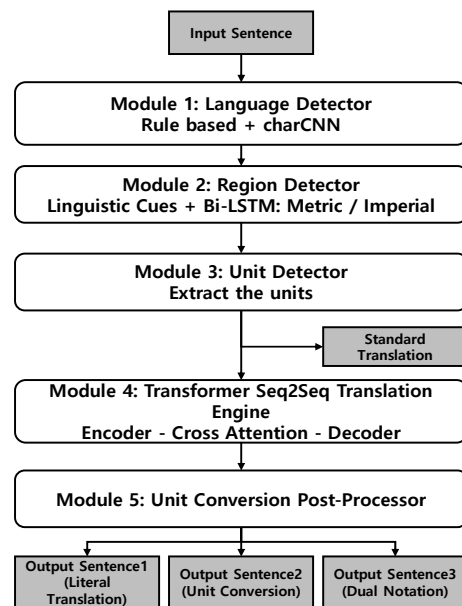 Input Sentence
Module 1: Language Detector
Rule based + charCNN
Module 2: Region Detector
Linguistic Cues + Bi-LSTM: Metric / Imperial
Module 3: Unit Detector
Extract the units
Standard
Translation
Module 4: Transformer Seq2Seq Translation
Engine
Encoder - Cross Attention - Decoder
Module 5: Unit Conversion Post-Processor
Output Sentence1
(Literal
Translation)
Output Sentence2
(Unit Conversion)
Output Sentence3
(Dual Notation)